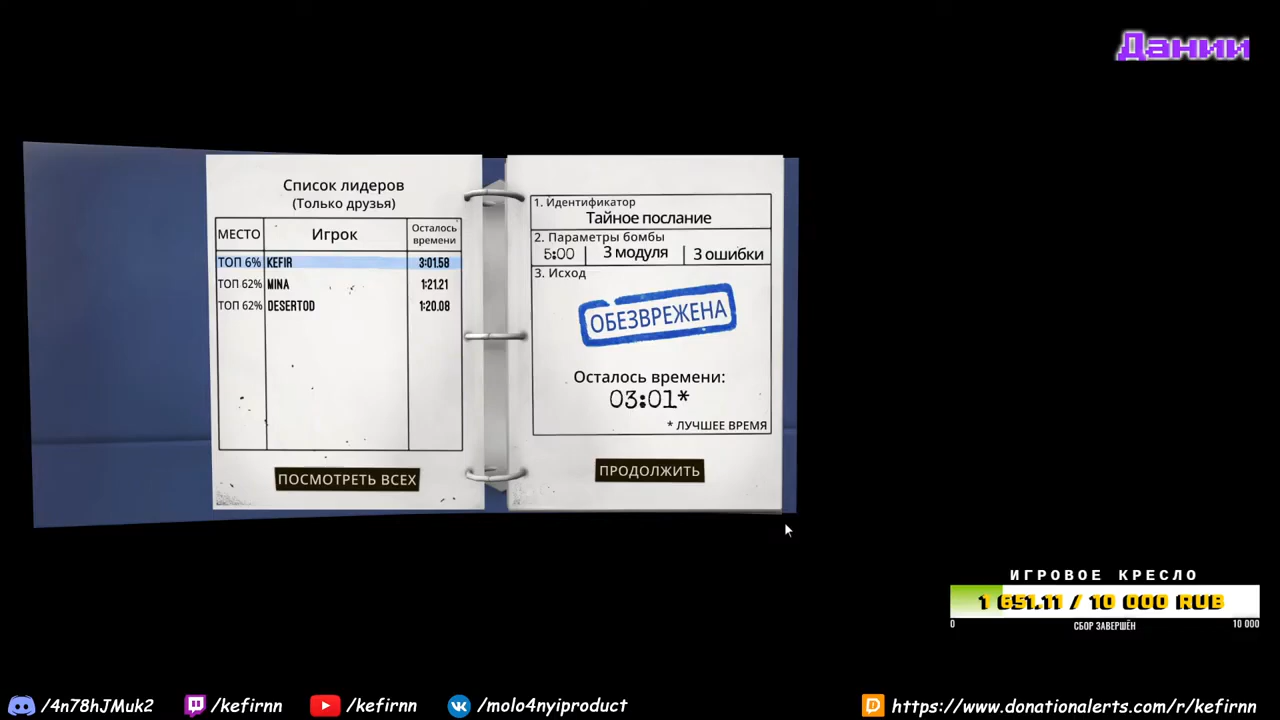 Дании
Список лидеров
(Только друзья)
МЕСТО Игрок Осталось времени
ТОП 6% KEFIR 3:01.58
ТОП 62% MINA 1:21.21
ТОП 62% DESERTOD 1:20.08
ПОСМОТРЕТЬ ВСЕХ
1. Идентификатор
Тайное послание
2. Параметры бомбы
5:00 3 модуля 3 ошибки
3. Исход
ОБЕЗВРЕЖЕНА
Осталось времени:
03:01*
* ЛУЧШЕЕ ВРЕМЯ
ПРОДОЛЖИТЬ
ИГРОВОЕ КРЕСЛО
1 651.11 / 10 000 RUB
0 СБОР ЗАВЕРШЁН 10 000
/4n78hJMuk2 /kefirnn /kefirnn /molo4nyiproduct https://www.donationalerts.com/r/kefirnn